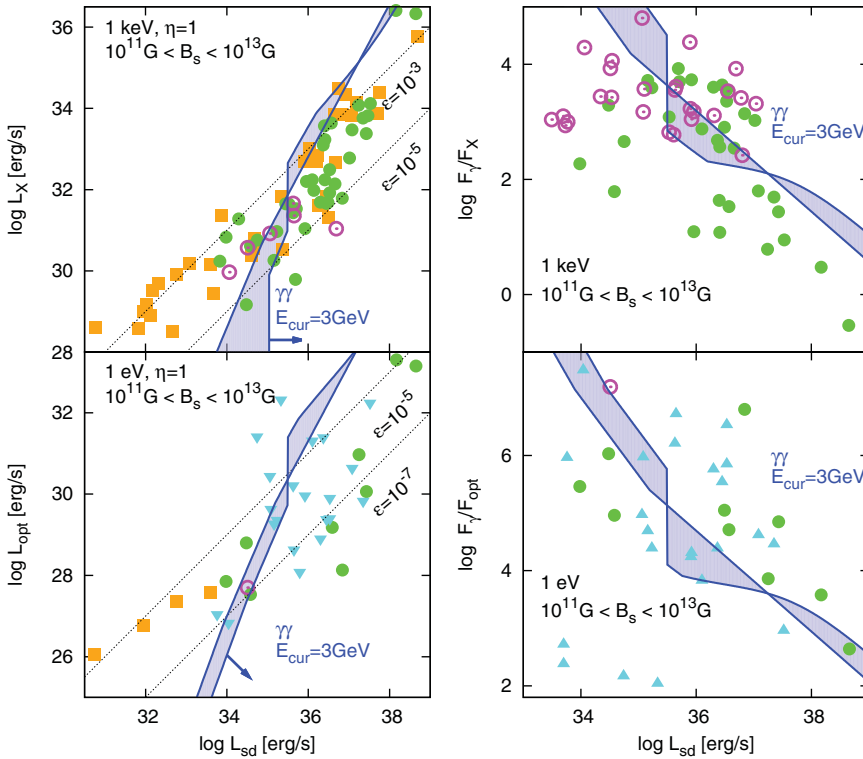 1 keV, η=1
10¹¹G < Bₛ < 10¹³G
ε=10⁻³
ε=10⁻⁵
γγ
E_cur=3GeV
log L_X [erg/s]
36
34
32
30
28
1 eV, η=1
10¹¹G < Bₛ < 10¹³G
ε=10⁻⁵
ε=10⁻⁷
γγ
E_cur=3GeV
log L_opt [erg/s]
32
30
28
26
32 34 36 38
log L_sd [erg/s]
γγ
E_cur=3GeV
1 keV
10¹¹G < Bₛ < 10¹³G
log F_γ/F_X
4
2
0
γγ
E_cur=3GeV
1 eV
10¹¹G < Bₛ < 10¹³G
log F_γ/F_opt
6
4
2
34 36 38
log L_sd [erg/s]